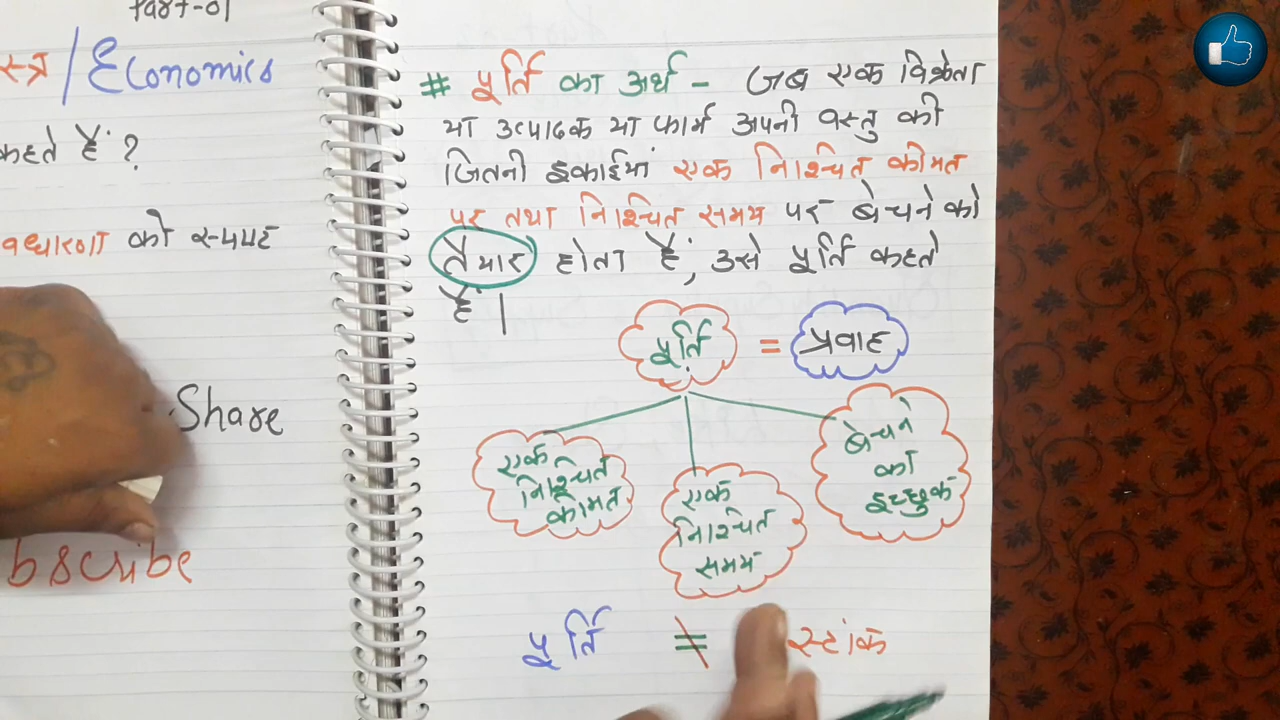 Part-01
स्त्र / Economics
कहते हैं ?
वधारणा को स्पष्ट
Share
bscribe
# पूर्ति का अर्थ - जब एक विक्रेता
या उत्पादक या फार्म अपनी वस्तु की
जितनी इकाईयां एक निश्चित कीमत
पर तथा निश्चित समय पर बेचने को
तैयार होता हैं, उसे पूर्ति कहते
हैं |
पूर्ति = प्रवाह
एक निश्चित कीमत
एक निश्चित समय
बेचने का इच्छुक
पूर्ति ≠ स्टांक